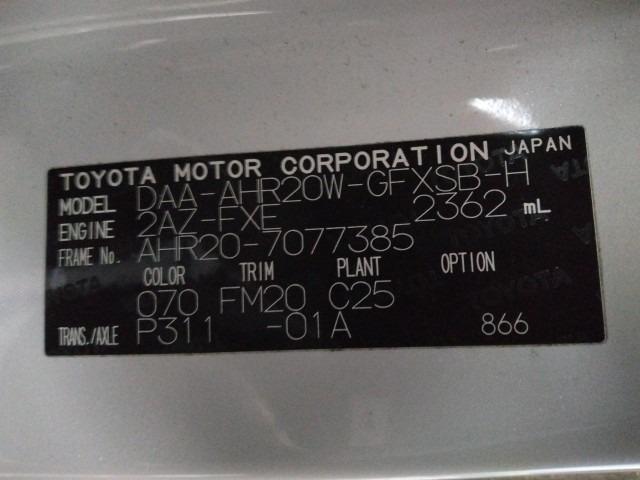 TOYOTA MOTOR CORPORATION JAPAN
MODEL DAA-AHR20W-GFXSB-H
ENGINE 2AZ-FXE 2362 mL
FRAME No. AHR20-7077385
COLOR TRIM PLANT OPTION
070 FM20 C25
TRANS./AXLE P311 -01A 866